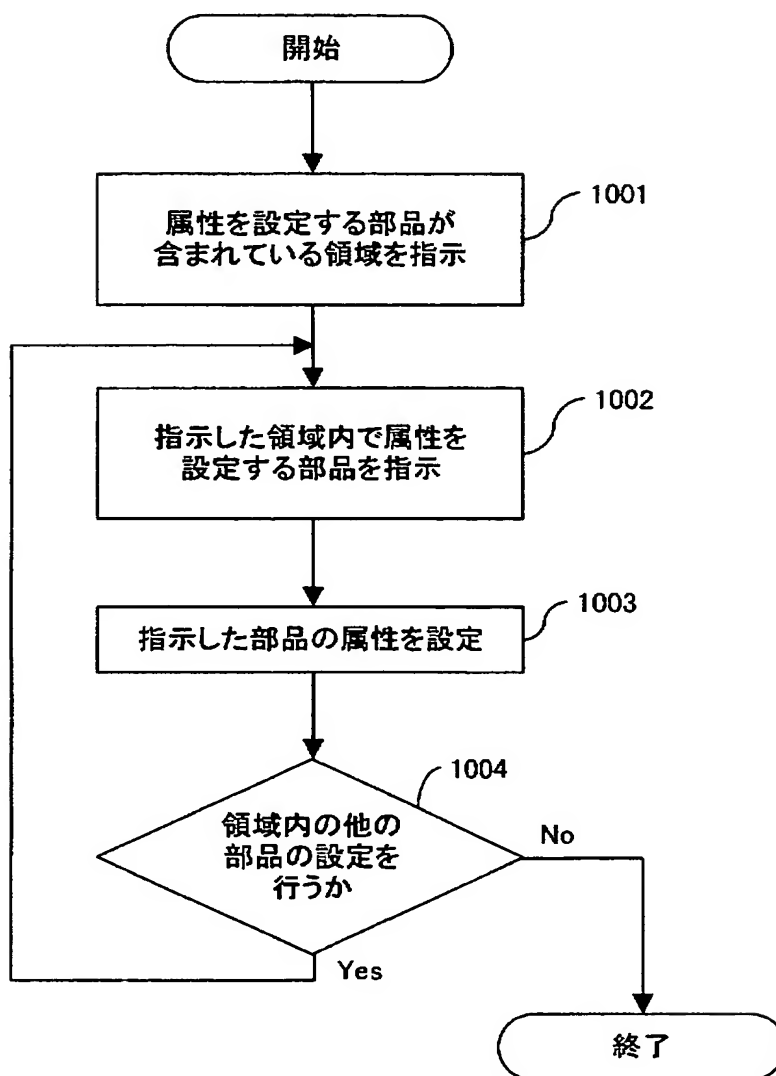 開始
1001
属性を設定する部品が
含まれている領域を指示
1002
指示した領域内で属性を
設定する部品を指示
1003
指示した部品の属性を設定
1004
領域内の他の
部品の設定を
行うか
No
Yes
終了